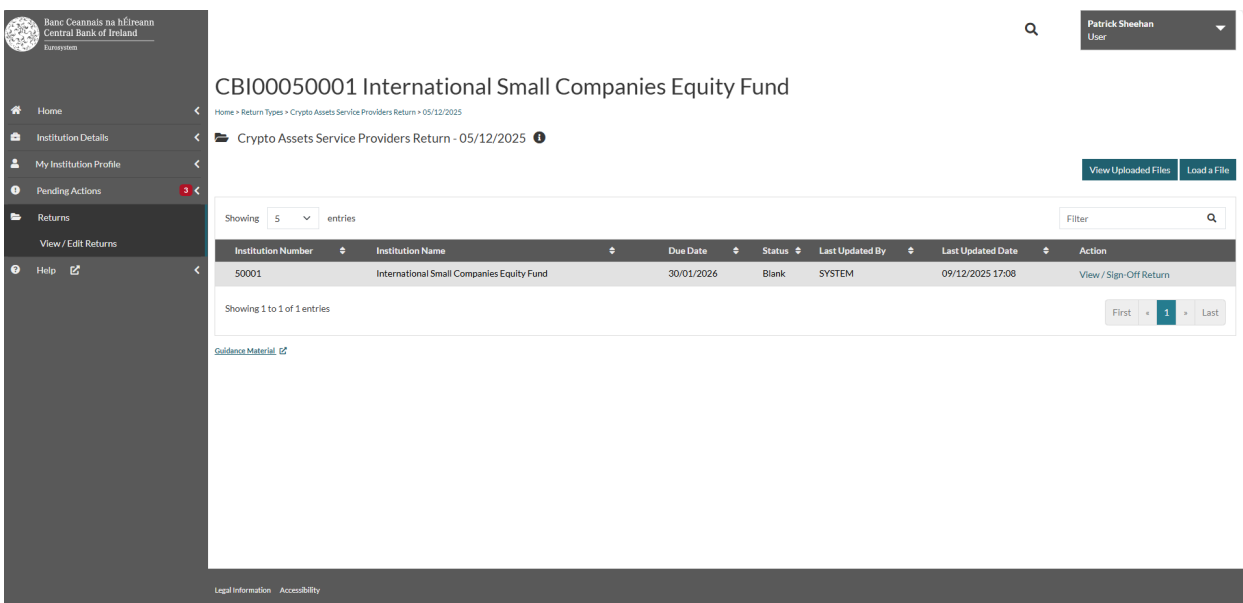 Banc Ceannais na hÉireann
Central Bank of Ireland
Eurosystem
Patrick Sheehan
User
Home
Institution Details
My Institution Profile
Pending Actions 3
Returns
View / Edit Returns
Help
CBI00050001 International Small Companies Equity Fund
Home > Return Types > Crypto Assets Service Providers Return > 05/12/2025
Crypto Assets Service Providers Return - 05/12/2025
View Uploaded Files Load a File
Showing 5 entries Filter
Institution Number Institution Name Due Date Status Last Updated By Last Updated Date Action
50001 International Small Companies Equity Fund 30/01/2026 Blank SYSTEM 09/12/2025 17:08 View / Sign-Off Return
Showing 1 to 1 of 1 entries First « 1 » Last
Guidance Material
Legal Information Accessibility